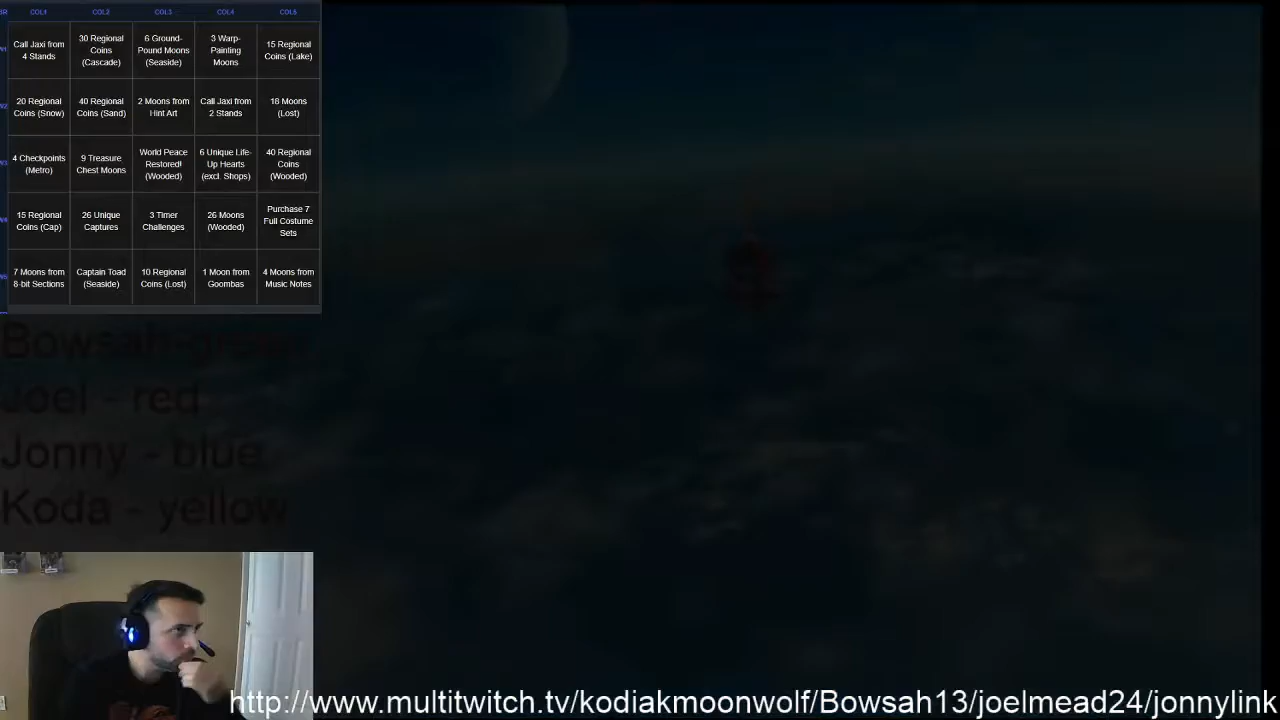 COL1 COL2 COL3 COL4 COL5
Call Jaxi from
4 Stands
30 Regional
Coins
(Cascade)
6 Ground-
Pound Moons
(Seaside)
3 Warp-
Painting
Moons
15 Regional
Coins (Lake)
20 Regional
Coins (Snow)
40 Regional
Coins (Sand)
2 Moons from
Hint Art
Call Jaxi from
2 Stands
18 Moons
(Lost)
4 Checkpoints
(Metro)
9 Treasure
Chest Moons
World Peace
Restored!
(Wooded)
6 Unique Life-
Up Hearts
(excl. Shops)
40 Regional
Coins
(Wooded)
15 Regional
Coins (Cap)
26 Unique
Captures
3 Timer
Challenges
26 Moons
(Wooded)
Purchase 7
Full Costume
Sets
7 Moons from
8-bit Sections
Captain Toad
(Seaside)
10 Regional
Coins (Lost)
1 Moon from
Goombas
4 Moons from
Music Notes
Joel - red
Jonny - blue
Koda - yellow
http://www.multitwitch.tv/kodiakmoonwolf/Bowsah13/joelmead24/jonnylink